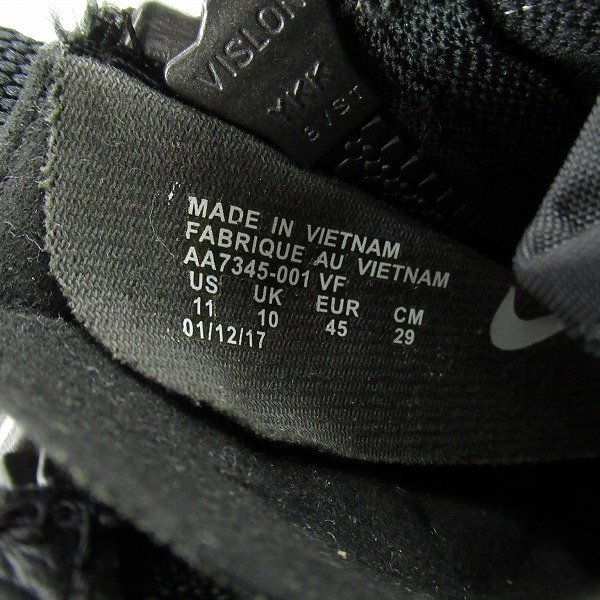 VISLON
YKK
SYST
MADE IN VIETNAM
FABRIQUE AU VIETNAM
AA7345-001 VF
US UK EUR CM
11 10 45 29
01/12/17